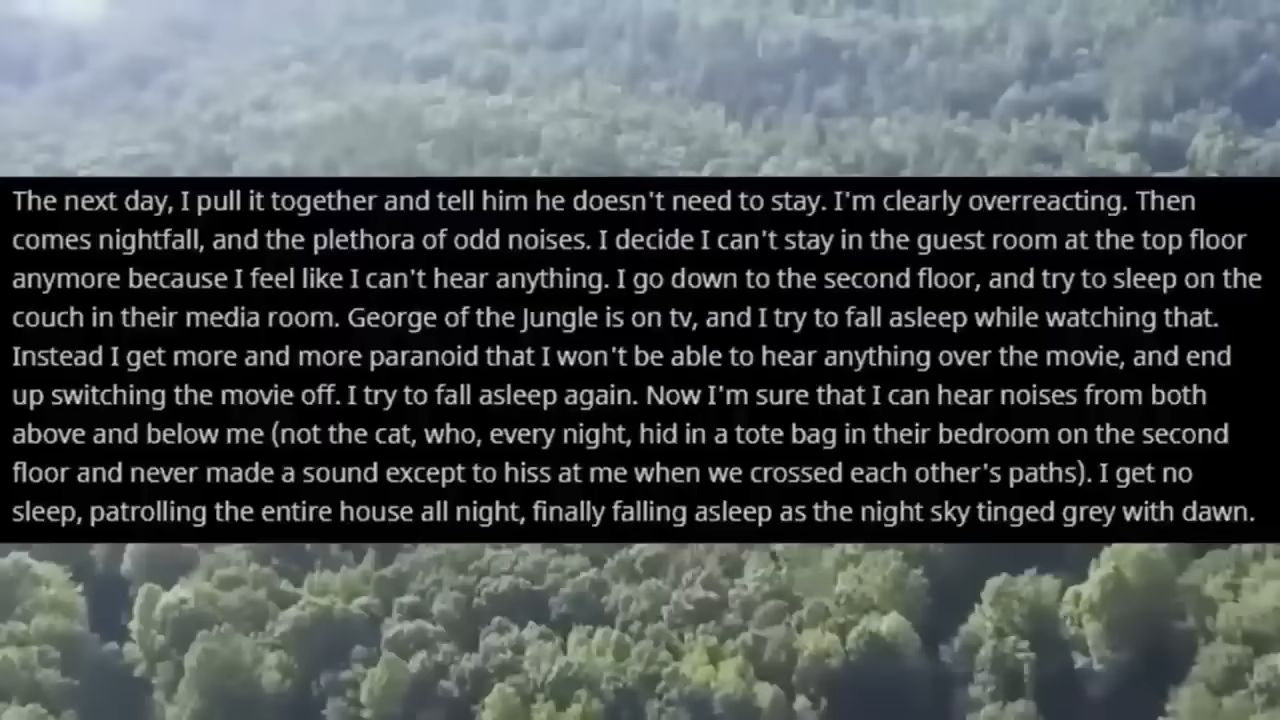 The next day, I pull it together and tell him he doesn't need to stay. I'm clearly overreacting. Then
comes nightfall, and the plethora of odd noises. I decide I can't stay in the guest room at the top floor
anymore because I feel like I can't hear anything. I go down to the second floor, and try to sleep on the
couch in their media room. George of the Jungle is on tv, and I try to fall asleep while watching that.
Instead I get more and more paranoid that I won't be able to hear anything over the movie, and end
up switching the movie off. I try to fall asleep again. Now I'm sure that I can hear noises from both
above and below me (not the cat, who, every night, hid in a tote bag in their bedroom on the second
floor and never made a sound except to hiss at me when we crossed each other's paths). I get no
sleep, patrolling the entire house all night, finally falling asleep as the night sky tinged grey with dawn.